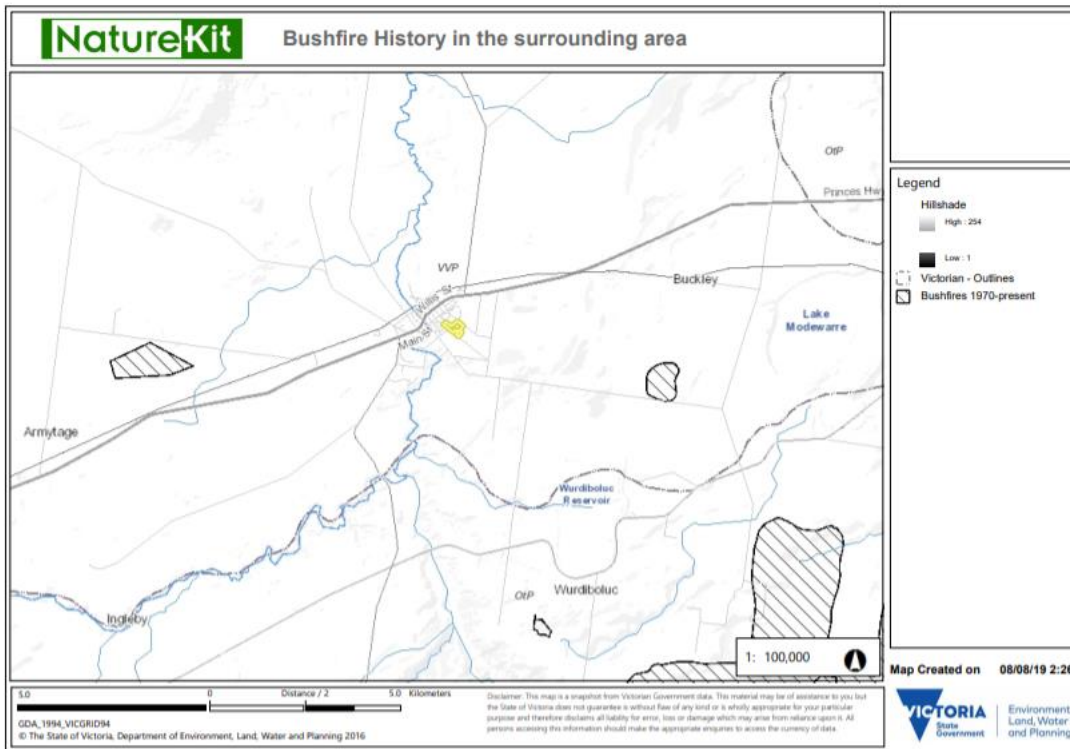 NatureKit
Bushfire History in the surrounding area
OtP
Princes Hw
VVP
Willis St
Buckley
Main St
Lake
Modewarre
Armytage
Wurdiboluc
Reservoir
Ingleby
OtP
Wurdiboluc
1: 100,000
Legend
Hillshade
High : 254
Low : 1
Victorian - Outlines
Bushfires 1970-present
Map Created on 08/08/19 2:26
5.0 0 Distance / 2 5.0 Kilometers
GDA_1994_VICGRID94
© The State of Victoria, Department of Environment, Land, Water and Planning 2016
Disclaimer: This map is a snapshot from Victorian Government data. This material may be of assistance to you but
the State of Victoria does not guarantee is without flaw of any kind or is wholly appropriate for your particular
purpose and therefore disclaims all liability for error, loss or damage which may arise from reliance upon it. All
persons accessing this information should make the appropriate enquiries to access the currency of data.
VICTORIA
State
Government
Environment,
Land, Water
and Planning